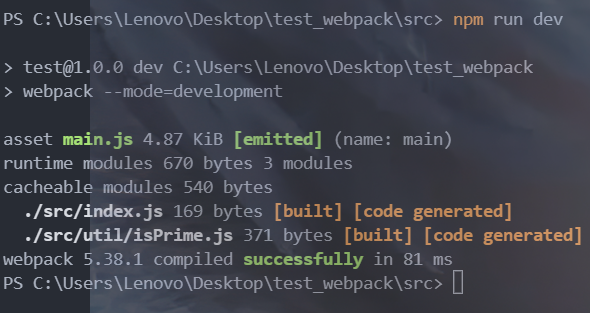 PS C:\Users\Lenovo\Desktop\test_webpack\src> npm run dev
> test@1.0.0 dev C:\Users\Lenovo\Desktop\test_webpack
> webpack --mode=development
asset main.js 4.87 KiB [emitted] (name: main)
runtime modules 670 bytes 3 modules
cacheable modules 540 bytes
./src/index.js 169 bytes [built] [code generated]
./src/util/isPrime.js 371 bytes [built] [code generated]
webpack 5.38.1 compiled successfully in 81 ms
PS C:\Users\Lenovo\Desktop\test_webpack\src>